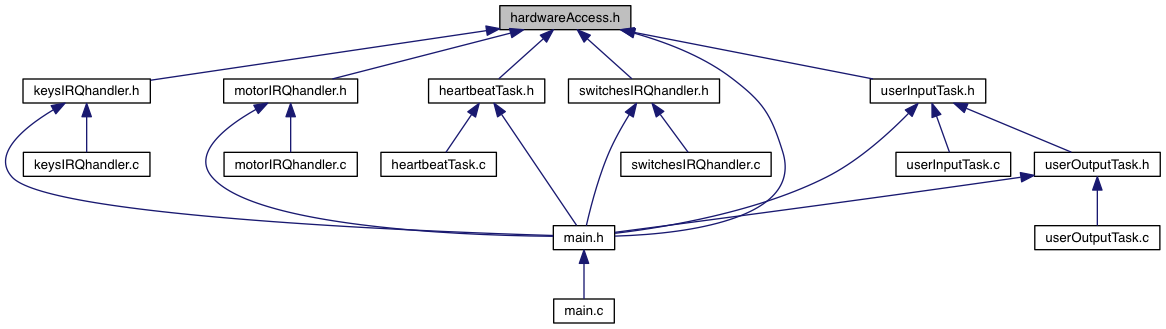 hardwareAccess.h
keysIRQhandler.h
motorIRQhandler.h
heartbeatTask.h
switchesIRQhandler.h
userInputTask.h
keysIRQhandler.c
motorIRQhandler.c
heartbeatTask.c
switchesIRQhandler.c
userInputTask.c
userOutputTask.h
main.h
userOutputTask.c
main.c